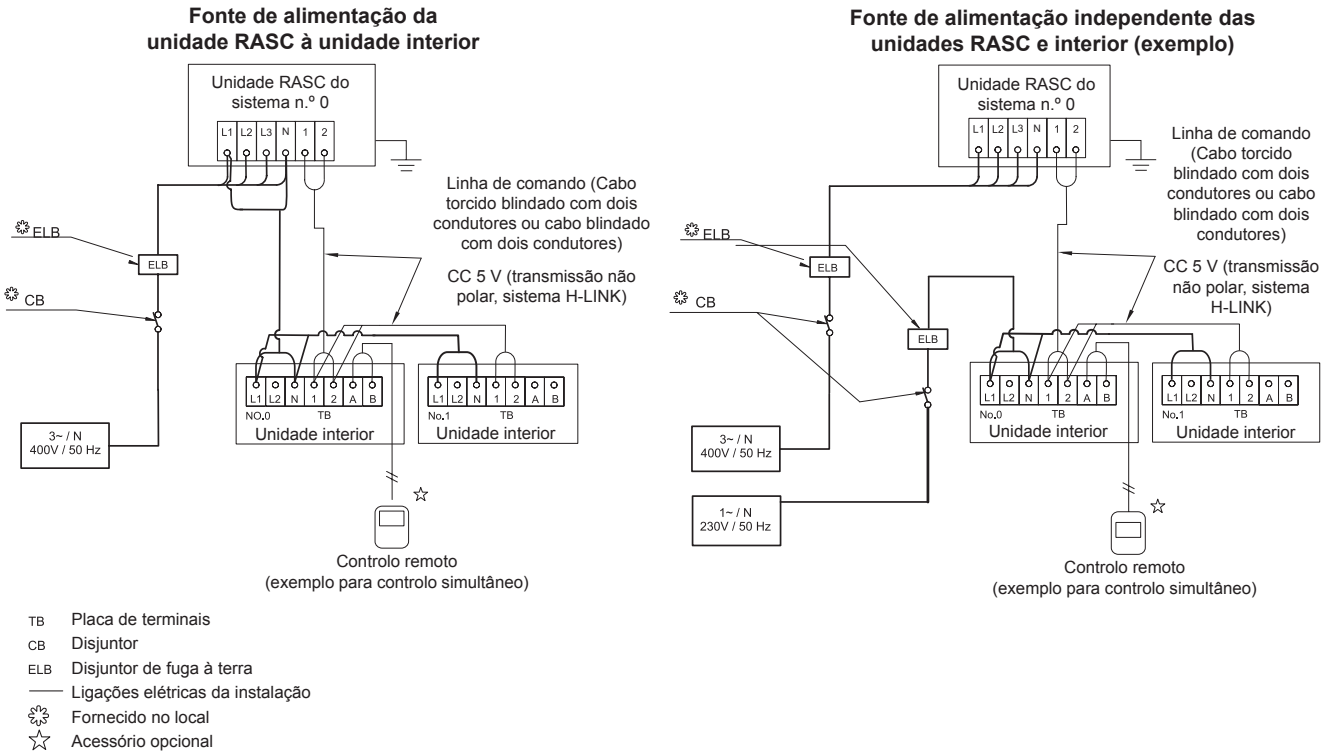 Fonte de alimentação da
unidade RASC à unidade interior
Unidade RASC do
sistema n.º 0
L1 L2 L3 N 1 2
Linha de comando (Cabo
torcido blindado com dois
condutores ou cabo blindado
com dois condutores)
CC 5 V (transmissão não
polar, sistema H-LINK)
ELB
ELB
CB
L1 L2 N 1 2 A B
NO.0 TB
Unidade interior
L1 L2 N 1 2 A B
No.1 TB
Unidade interior
3~ / N
400V / 50 Hz
Controlo remoto
(exemplo para controlo simultâneo)
Fonte de alimentação independente das
unidades RASC e interior (exemplo)
Unidade RASC do
sistema n.º 0
L1 L2 L3 N 1 2
Linha de comando
(Cabo torcido
blindado com dois
condutores ou cabo
blindado com dois
condutores)
CC 5 V (transmissão
não polar, sistema
H-LINK)
ELB
ELB
CB
ELB
L1 L2 N 1 2 A B
No.0 TB
Unidade interior
L1 L2 N 1 2 A B
No.1 TB
Unidade interior
3~ / N
400V / 50 Hz
1~ / N
230V / 50 Hz
Controlo remoto
(exemplo para controlo simultâneo)
TB Placa de terminais
CB Disjuntor
ELB Disjuntor de fuga à terra
Ligações elétricas da instalação
Fornecido no local
Acessório opcional